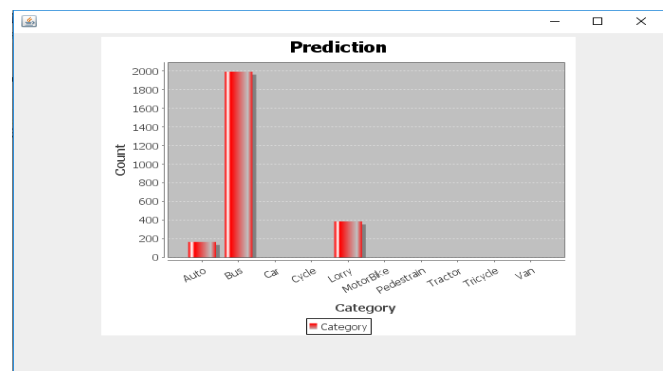 Prediction
2000
1800
1600
1400
1200
1000
800
600
400
200
0
Count
Auto
Bus
Car
Cycle
Lorry
MotorBike
Pedestrain
Tractor
Tricycle
Van
Category
Category